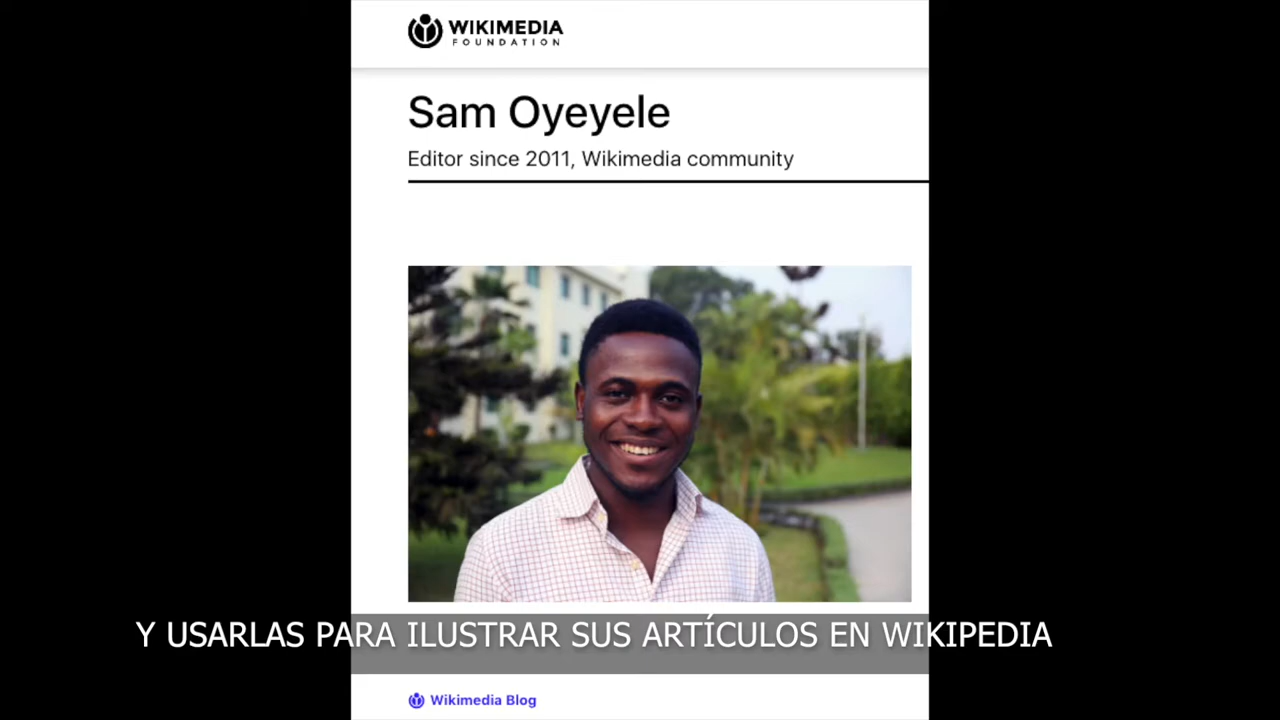 WIKIMEDIA
FOUNDATION
Sam Oyeyele
Editor since 2011, Wikimedia community
Y USARLAS PARA ILUSTRAR SUS ARTÍCULOS EN WIKIPEDIA
Wikimedia Blog